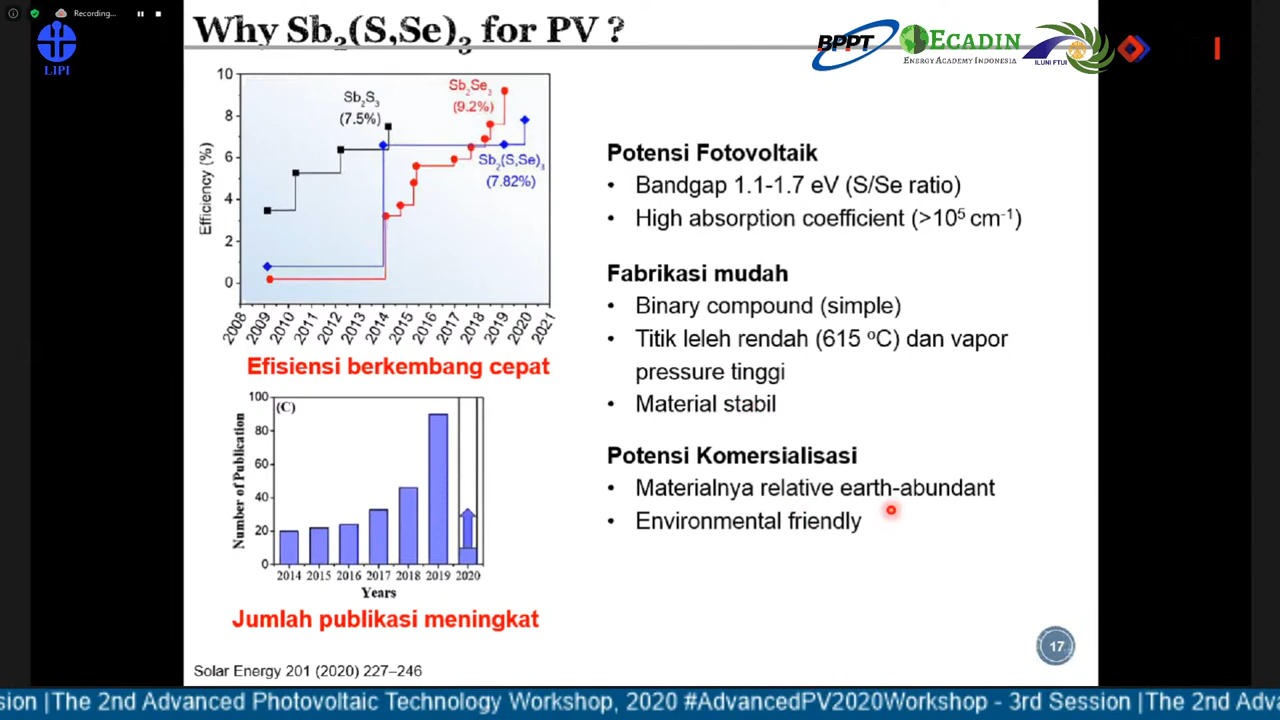 Recording...
LIPI
Why Sb₂(S,Se)₃ for PV ?
BPPT
ECADIN
ENERGY ACADEMY INDONESIA
ILUNI FTUI
Efficiency (%)
10
8
6
4
2
0
Sb₂S₃
(7.5%)
Sb₂Se₃
(9.2%)
Sb₂(S,Se)₃
(7.82%)
2008 2009 2010 2011 2012 2013 2014 2015 2016 2017 2018 2019 2020 2021
Efisiensi berkembang cepat
(C)
Number of Publication
100
80
60
40
20
0
2014 2015 2016 2017 2018 2019 2020
Years
Jumlah publikasi meningkat
Potensi Fotovoltaik
• Bandgap 1.1-1.7 eV (S/Se ratio)
• High absorption coefficient (>10⁵ cm⁻¹)
Fabrikasi mudah
• Binary compound (simple)
• Titik leleh rendah (615 ºC) dan vapor
pressure tinggi
• Material stabil
Potensi Komersialisasi
• Materialnya relative earth-abundant
• Environmental friendly
17
Solar Energy 201 (2020) 227–246
sion |The 2nd Advanced Photovoltaic Technology Workshop, 2020 #AdvancedPV2020Workshop - 3rd Session |The 2nd Adva